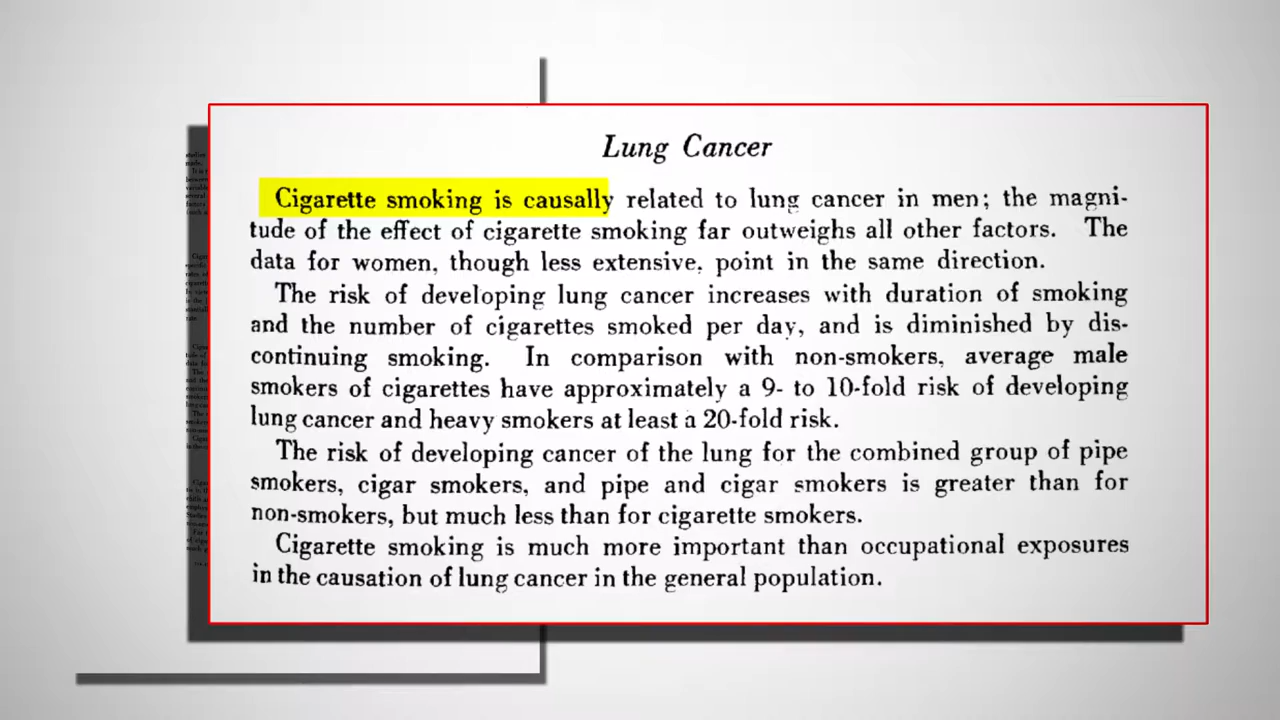 Lung Cancer
Cigarette smoking is causally related to lung cancer in men; the magni-
tude of the effect of cigarette smoking far outweighs all other factors. The
data for women, though less extensive, point in the same direction.
The risk of developing lung cancer increases with duration of smoking
and the number of cigarettes smoked per day, and is diminished by dis-
continuing smoking. In comparison with non-smokers, average male
smokers of cigarettes have approximately a 9- to 10-fold risk of developing
lung cancer and heavy smokers at least a 20-fold risk.
The risk of developing cancer of the lung for the combined group of pipe
smokers, cigar smokers, and pipe and cigar smokers is greater than for
non-smokers, but much less than for cigarette smokers.
Cigarette smoking is much more important than occupational exposures
in the causation of lung cancer in the general population.